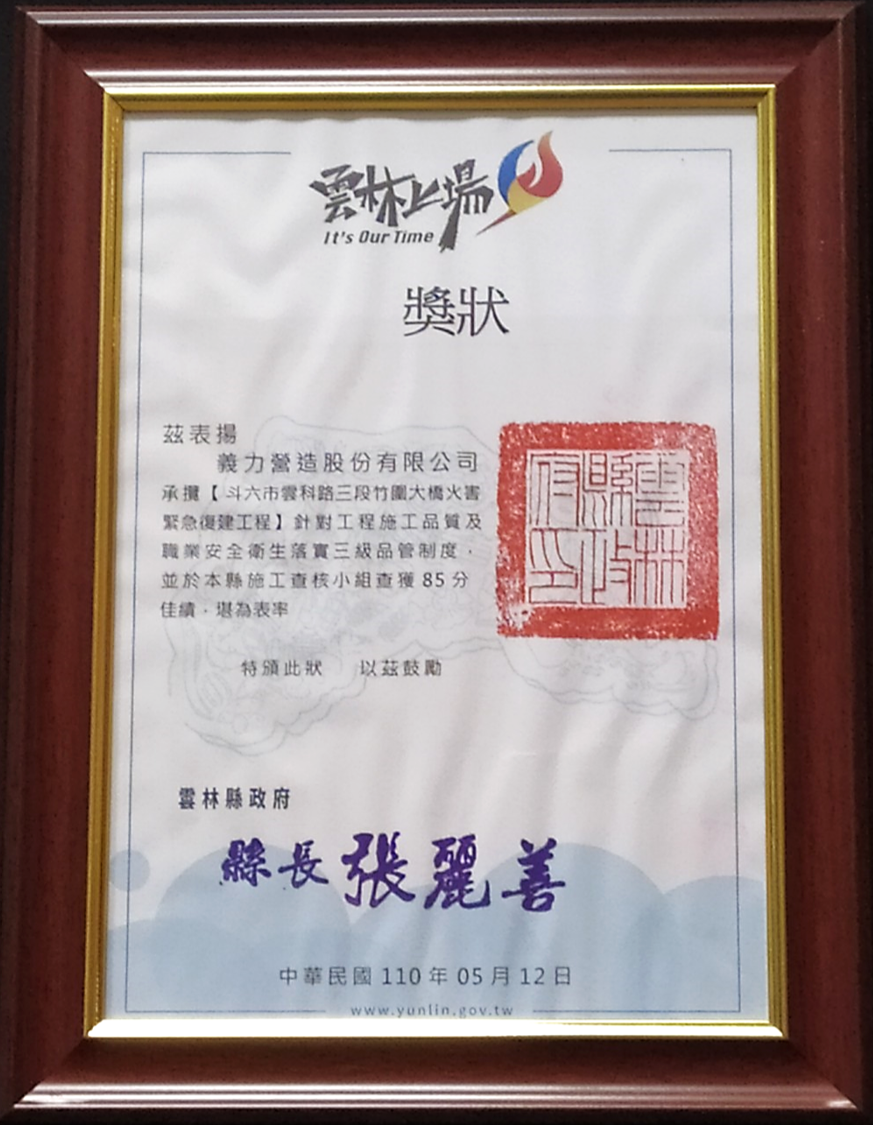 雲林上場
It's Our Time
獎狀
茲表揚
義力營造股份有限公司
承攬【斗六市雲科路三段竹圍大橋火害
緊急復建工程】針對工程施工品質及
職業安全衛生落實三級品管制度，
並於本縣施工查核小組查獲85分
佳績，堪為表率
特頒此狀 以茲鼓勵
雲林縣政府印
雲林縣政府
縣長張麗善
中華民國110年05月12日
www.yunlin.gov.tw